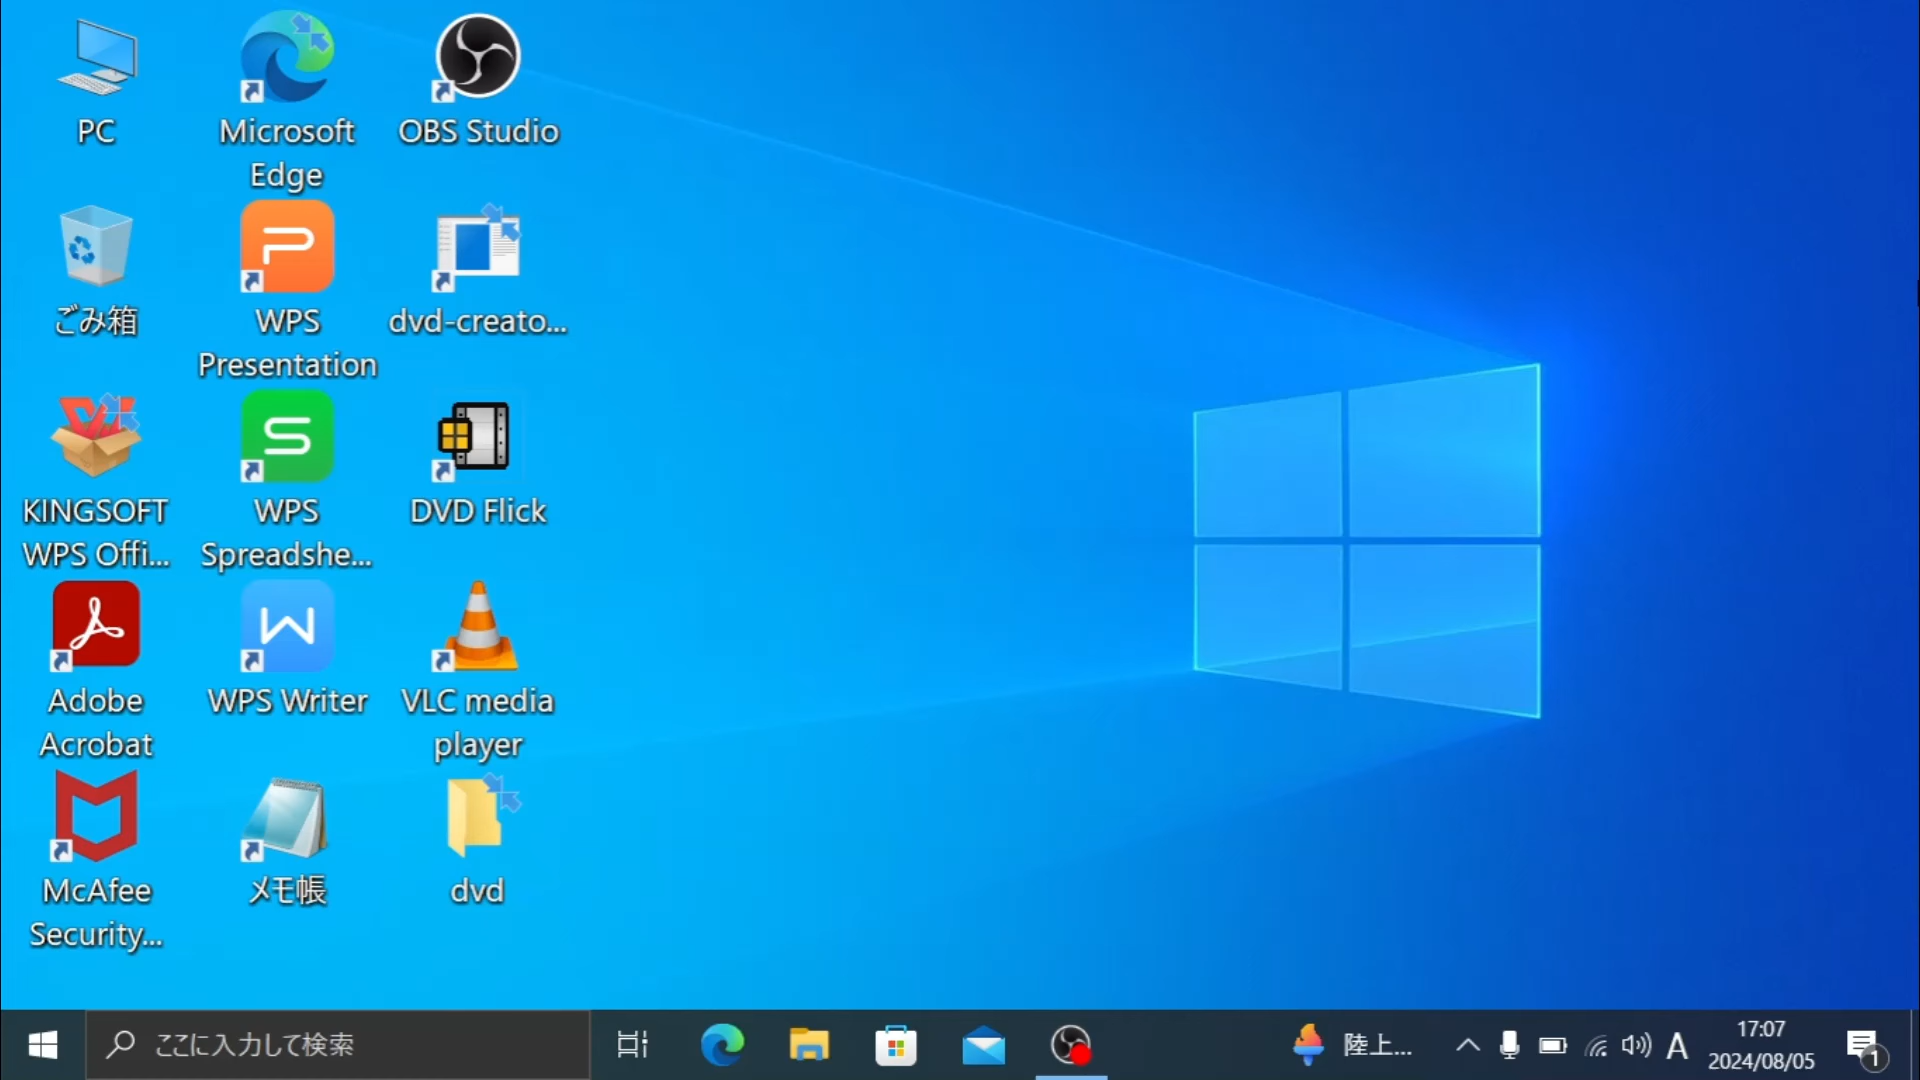 PC
Microsoft
Edge
OBS Studio
ごみ箱
WPS
Presentation
dvd-creato...
KINGSOFT
WPS Offi...
WPS
Spreadshe...
DVD Flick
Adobe
Acrobat
WPS Writer
VLC media
player
McAfee
Security...
メモ帳
dvd
ここに入力して検索
陸上...
A
17:07
2024/08/05
1